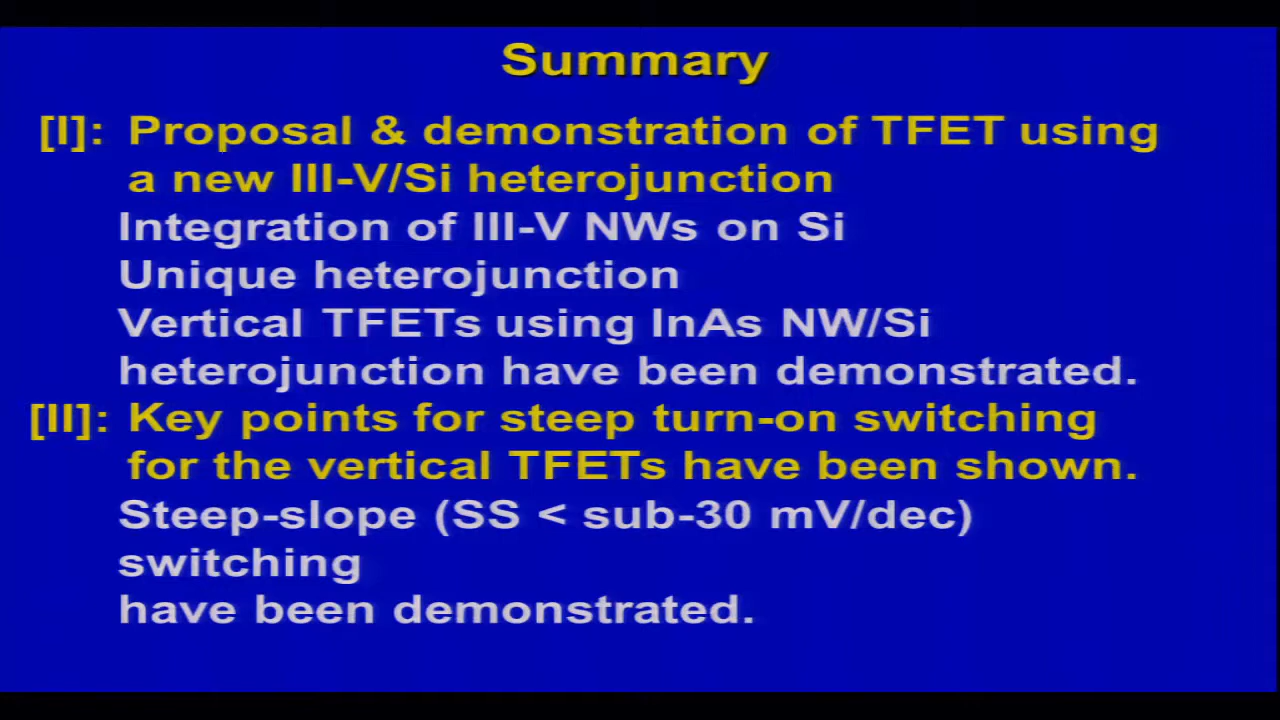 Summary
[I]: Proposal & demonstration of TFET using
a new III-V/Si heterojunction
Integration of III-V NWs on Si
Unique heterojunction
Vertical TFETs using InAs NW/Si
heterojunction have been demonstrated.
[II]: Key points for steep turn-on switching
for the vertical TFETs have been shown.
Steep-slope (SS < sub-30 mV/dec)
switching
have been demonstrated.